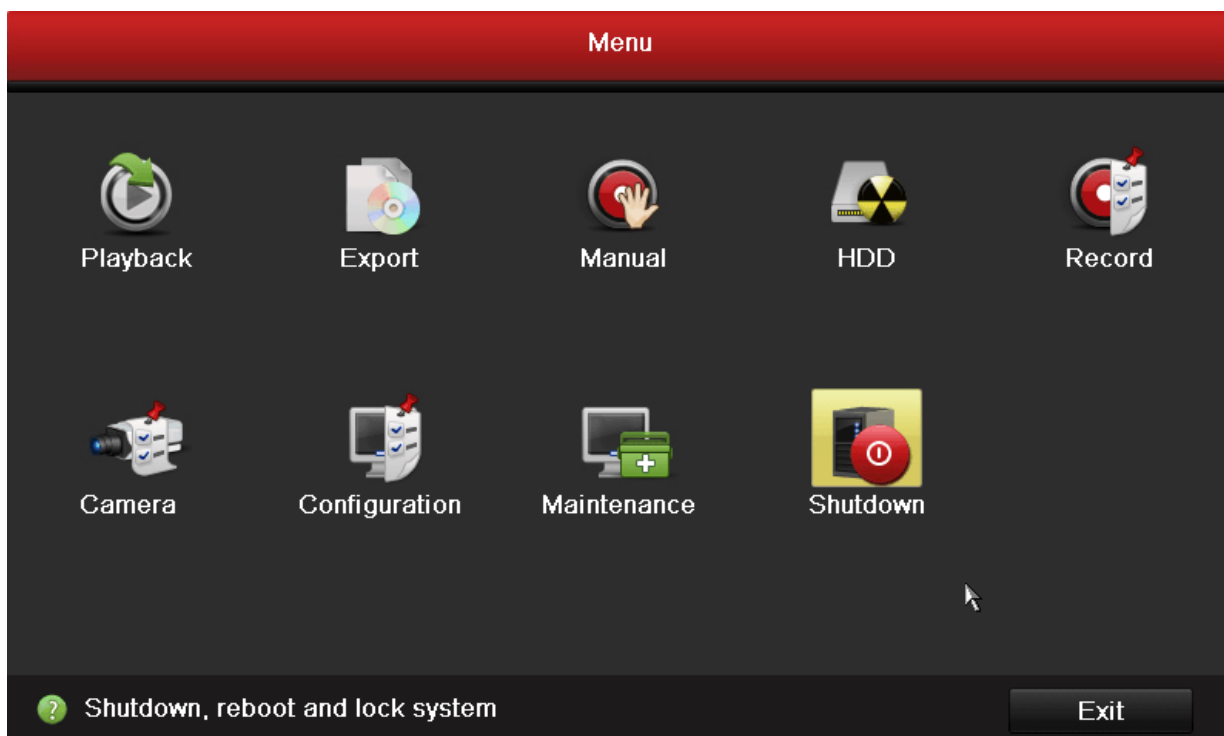 Menu
Playback
Export
Manual
HDD
Record
Camera
Configuration
Maintenance
Shutdown
Shutdown, reboot and lock system
Exit